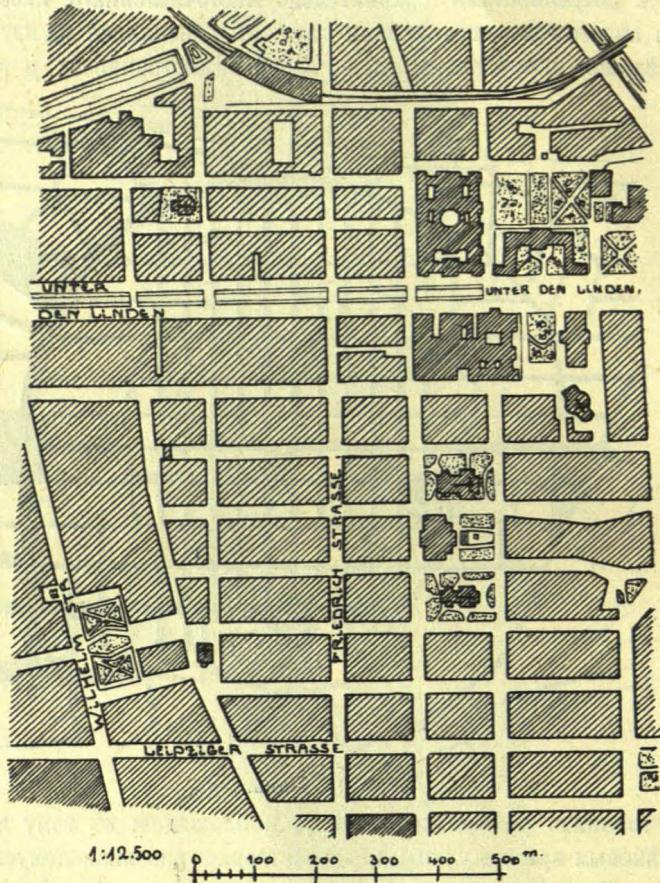 UNTER
DEN LINDEN
UNTER DEN LINDEN,
FRIEDRICH STRASSE.
WILHELM STR.
LEIPZIGER STRASSE
1:12.500
0 100 200 300 400 500 m.